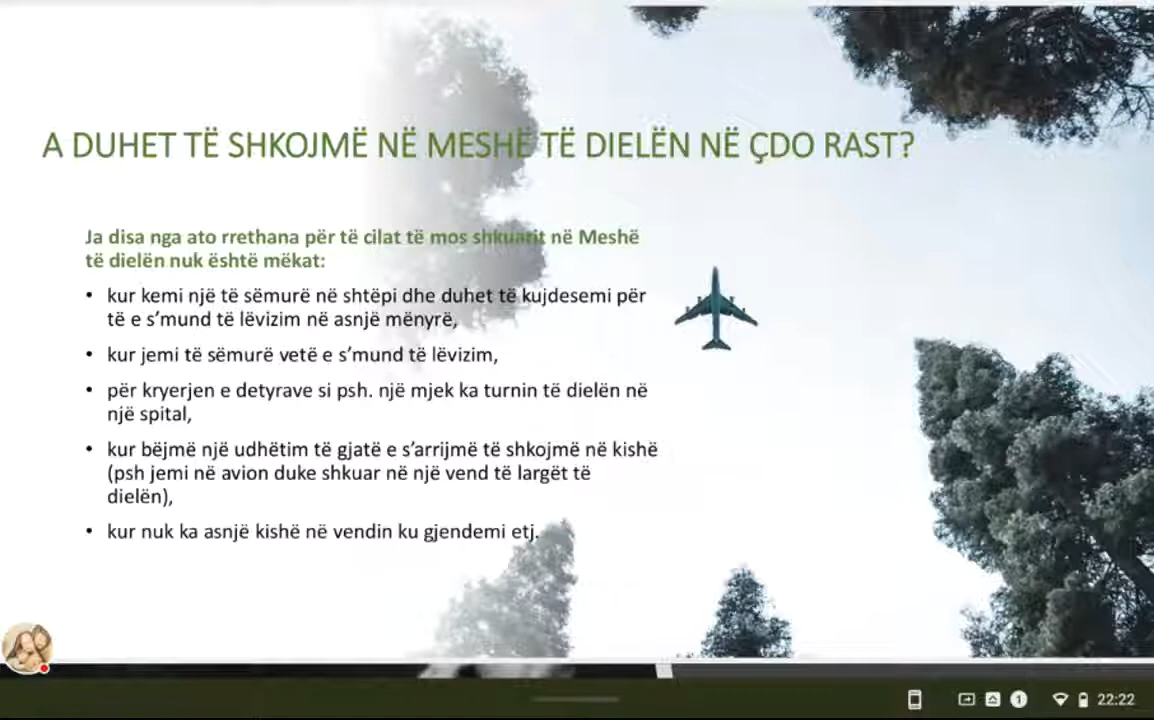 A DUHET TË SHKOJMË NË MESHË TË DIELËN NË ÇDO RAST?
Ja disa nga ato rrethana për të cilat të mos shkuarit në Meshë
të dielën nuk është mëkat:
• kur kemi një të sëmurë në shtëpi dhe duhet të kujdesemi për
të e s’mund të lëvizim në asnjë mënyrë,
• kur jemi të sëmurë vetë e s’mund të lëvizim,
• për kryerjen e detyrave si psh. një mjek ka turnin të dielën në
një spital,
• kur bëjmë një udhëtim të gjatë e s’arrijmë të shkojmë në kishë
(psh jemi në avion duke shkuar në një vend të largët të
dielën),
• kur nuk ka asnjë kishë në vendin ku gjendemi etj.
1 22:22